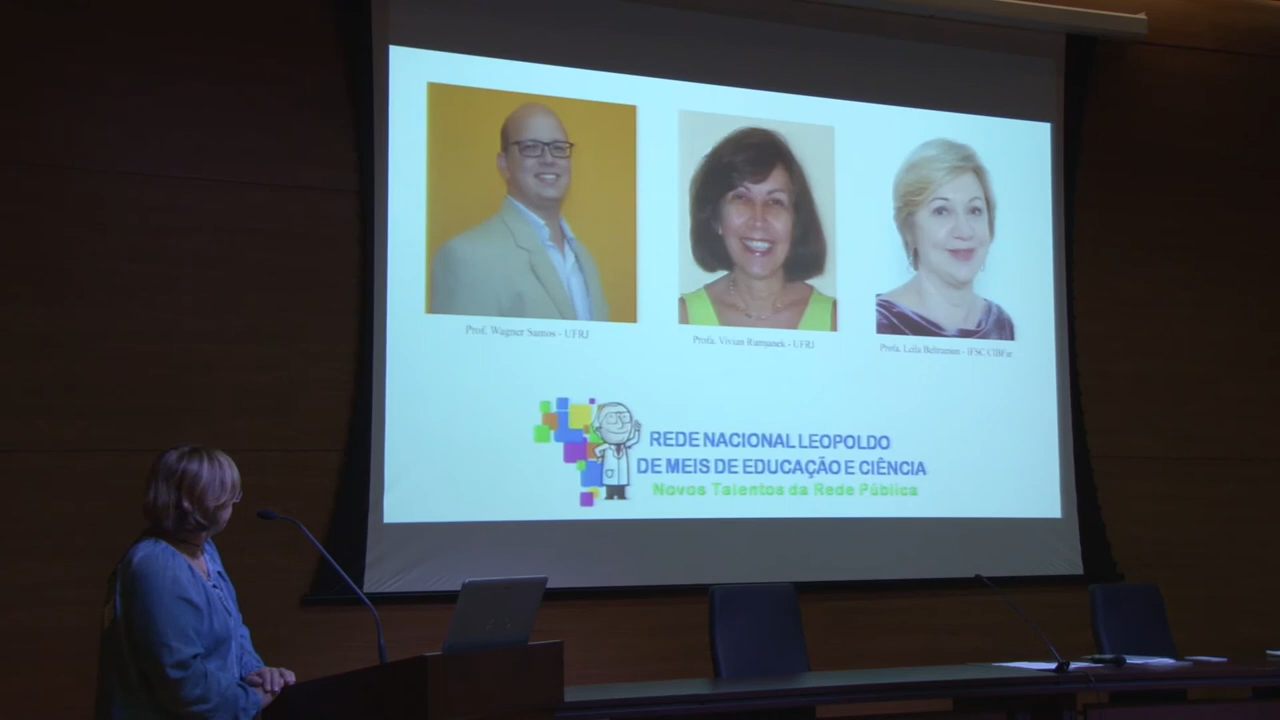 Prof. Wagner Santos - UFRJ
Profa. Vivian Rumjanek - UFRJ
Profa. Leila Beltramini - IFSC CIBFar
REDE NACIONAL LEOPOLDO
DE MEIS DE EDUCAÇÃO E CIÊNCIA
Novos Talentos da Rede Pública